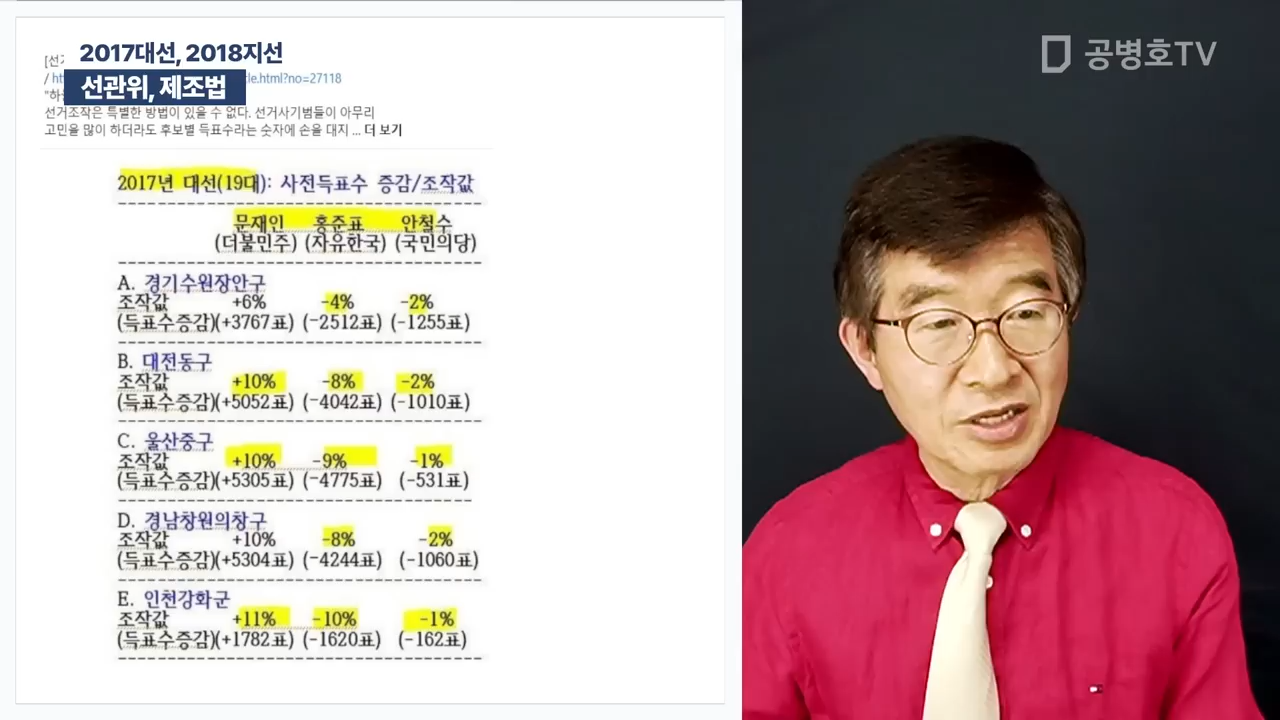 2017대선, 2018지선
선관위, 제조법
공병호TV
[선거
/ htt cle.html?no=27118
"하
선거조작은 특별한 방법이 있을 수 없다. 선거사기범들이 아무리
고민을 많이 하더라도 후보별 득표수라는 숫자에 손을 대지 ... 더 보기
2017년 대선(19대): 사전득표수 증감/조작값
문재인 홍준표 안철수
(더불민주) (자유한국) (국민의당)
A. 경기수원장안구
조작값 +6% -4% -2%
(득표수증감)(+3767표) (-2512표) (-1255표)
B. 대전동구
조작값 +10% -8% -2%
(득표수증감)(+5052표) (-4042표) (-1010표)
C. 울산중구
조작값 +10% -9% -1%
(득표수증감)(+5305표) (-4775표) (-531표)
D. 경남창원의창구
조작값 +10% -8% -2%
(득표수증감)(+5304표) (-4244표) (-1060표)
E. 인천강화군
조작값 +11% -10% -1%
(득표수증감)(+1782표) (-1620표) (-162표)